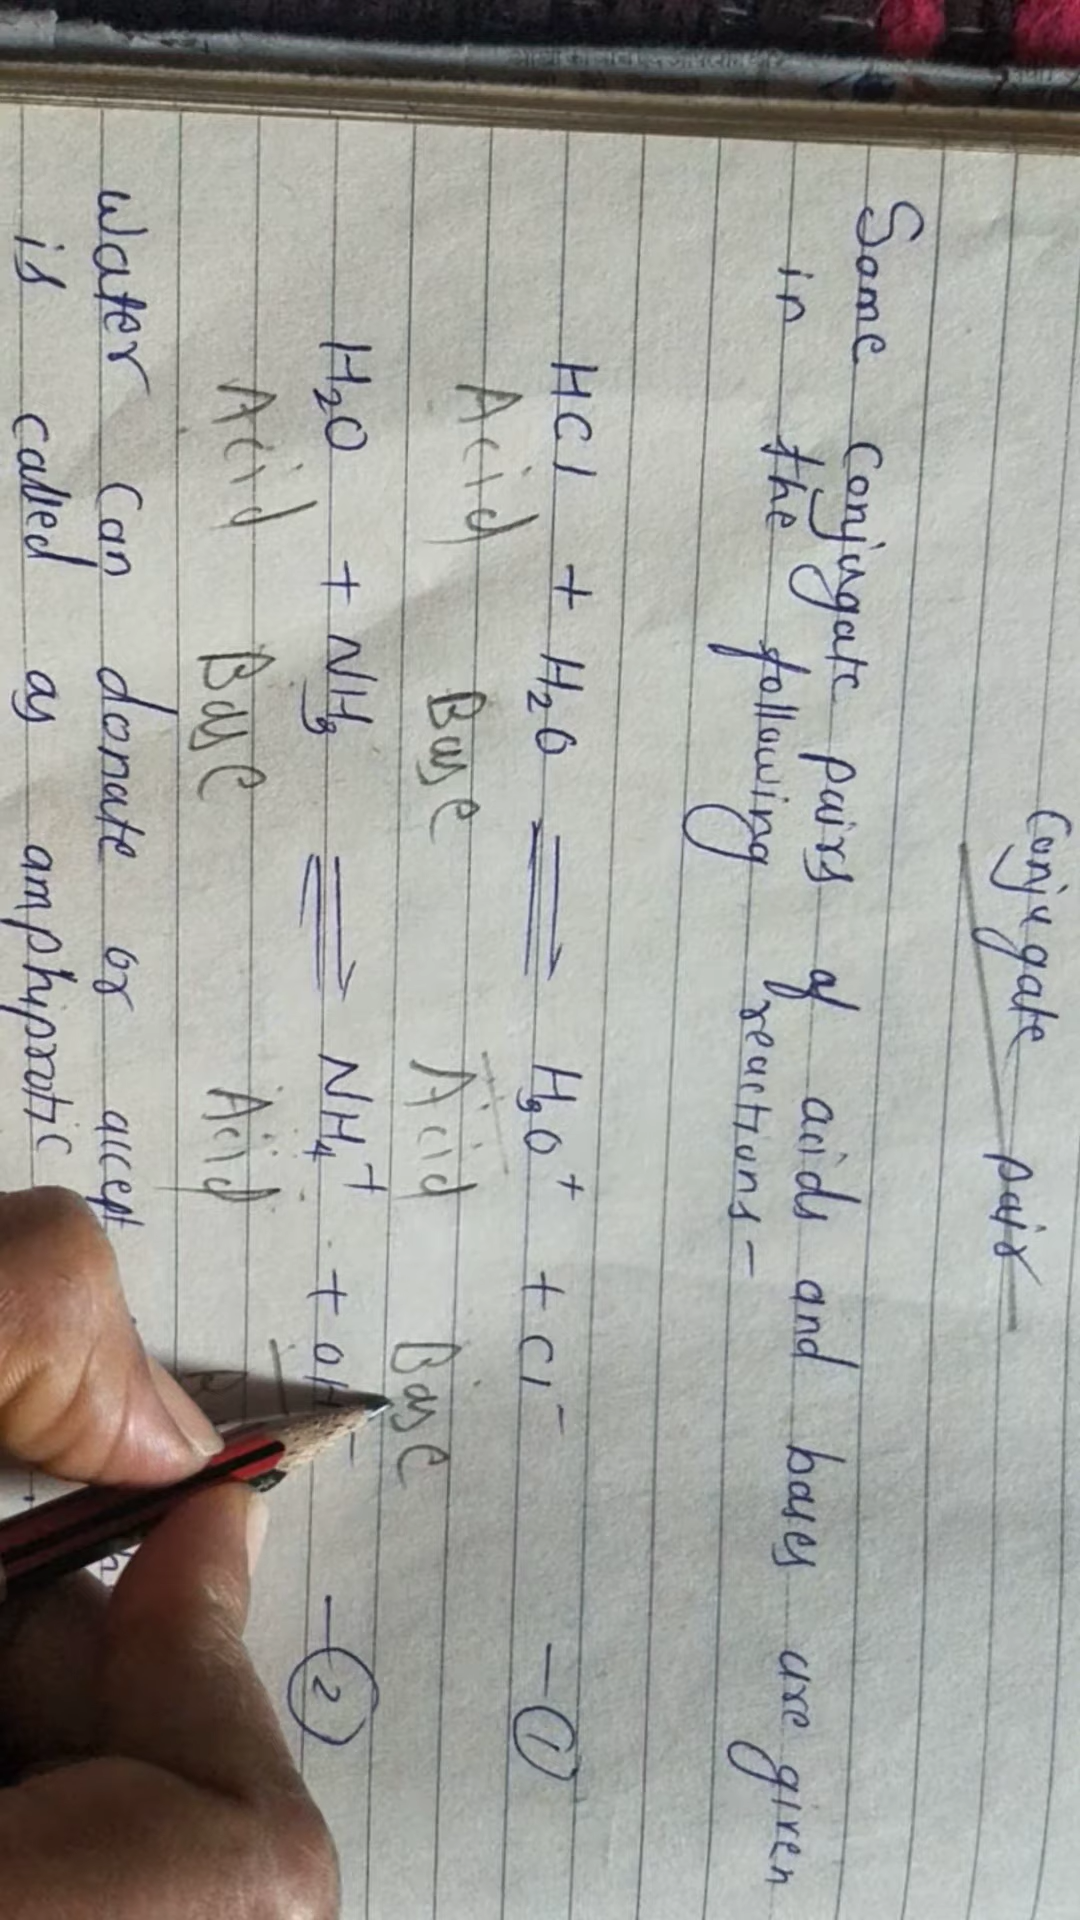 Conjugate pair
Some Conjugate pairs of acids and bases are given
in the following reactions-
HCl + H₂O ⇌ H₃O⁺ + Cl⁻ -①
Acid Base Acid Base
H₂O + NH₃ ⇌ NH₄⁺ + OH⁻ -②
Acid Base Acid
Water Can donate or accept
is called as amphiprotic